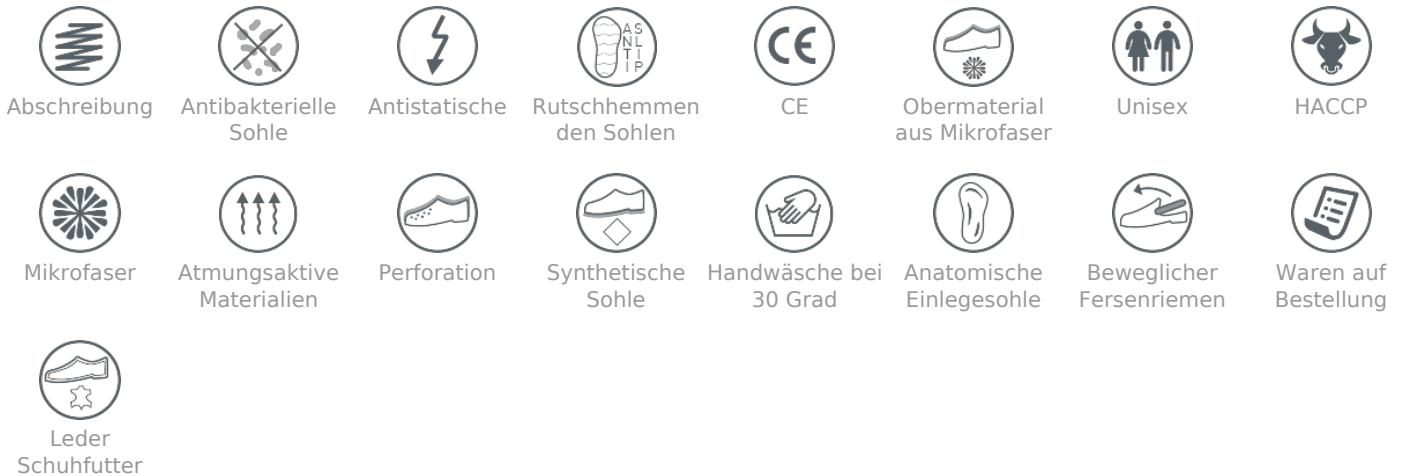 A S
N L
T I
I P
CE
Abschreibung
Antibakterielle
Sohle
Antistatische
Rutschhemmen
den Sohlen
CE
Obermaterial
aus Mikrofaser
Unisex
HACCP
Mikrofaser
Atmungsaktive
Materialien
Perforation
Synthetische
Sohle
Handwäsche bei
30 Grad
Anatomische
Einlegesohle
Beweglicher
Fersenriemen
Waren auf
Bestellung
Leder
Schuhfutter